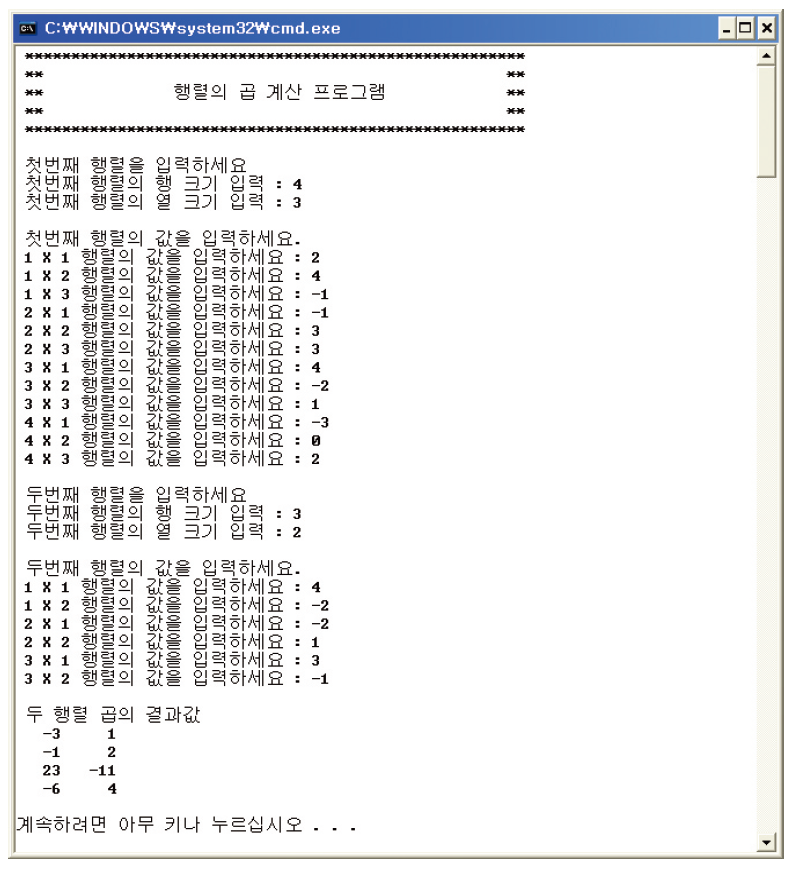 C:₩WINDOWS₩system32₩cmd.exe
******************************************************
** **
** 행렬의 곱 계산 프로그램 **
** **
******************************************************
첫번째 행렬을 입력하세요
첫번째 행렬의 행 크기 입력 : 4
첫번째 행렬의 열 크기 입력 : 3
첫번째 행렬의 값을 입력하세요.
1 X 1 행렬의 값을 입력하세요 : 2
1 X 2 행렬의 값을 입력하세요 : 4
1 X 3 행렬의 값을 입력하세요 : -1
2 X 1 행렬의 값을 입력하세요 : -1
2 X 2 행렬의 값을 입력하세요 : 3
2 X 3 행렬의 값을 입력하세요 : 3
3 X 1 행렬의 값을 입력하세요 : 4
3 X 2 행렬의 값을 입력하세요 : -2
3 X 3 행렬의 값을 입력하세요 : 1
4 X 1 행렬의 값을 입력하세요 : -3
4 X 2 행렬의 값을 입력하세요 : 0
4 X 3 행렬의 값을 입력하세요 : 2
두번째 행렬을 입력하세요
두번째 행렬의 행 크기 입력 : 3
두번째 행렬의 열 크기 입력 : 2
두번째 행렬의 값을 입력하세요.
1 X 1 행렬의 값을 입력하세요 : 4
1 X 2 행렬의 값을 입력하세요 : -2
2 X 1 행렬의 값을 입력하세요 : -2
2 X 2 행렬의 값을 입력하세요 : 1
3 X 1 행렬의 값을 입력하세요 : 3
3 X 2 행렬의 값을 입력하세요 : -1
두 행렬 곱의 결과값
-3 1
-1 2
23 -11
-6 4
계속하려면 아무 키나 누르십시오 . . .